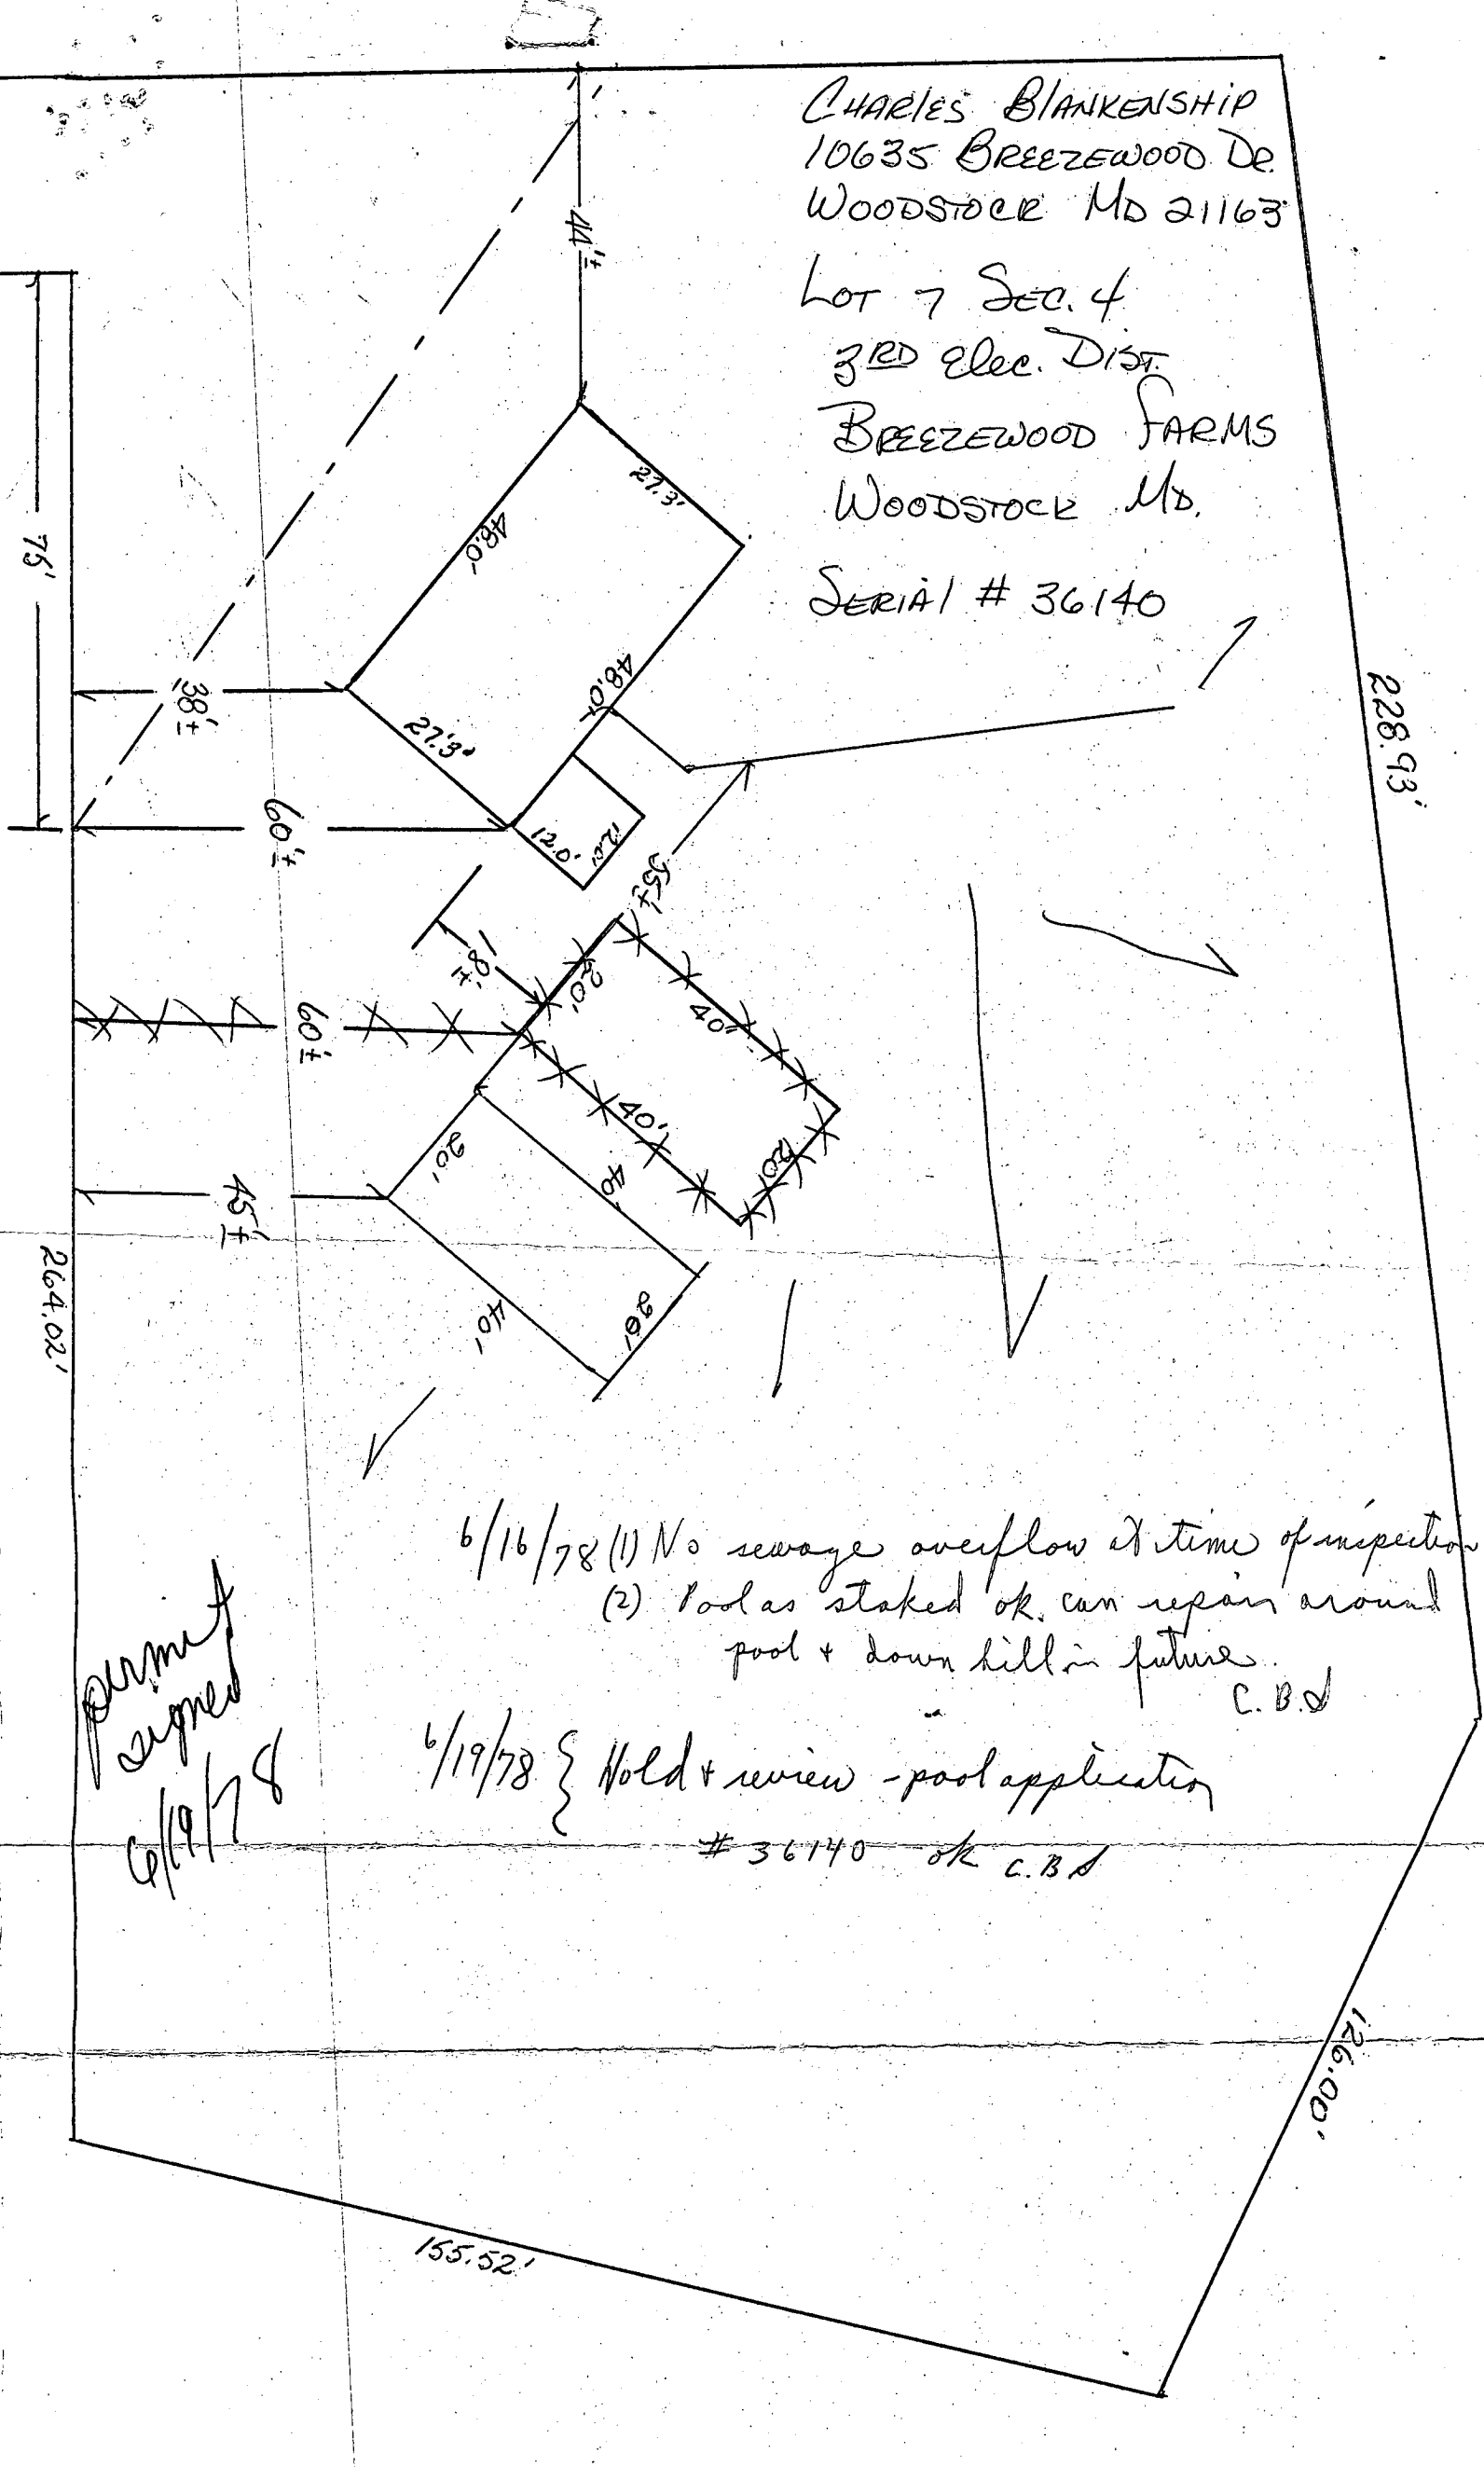 CHARLES BLANKENSHIP
10635 BREEZEWOOD DR.
WOODSTOCK MD 21163
LOT 7 SEC. 4
3RD Elec. DIST.
BREEZEWOOD FARMS
WOODSTOCK MD.
SERIAL # 36140
44'±
27.3'
48.0'
48.0'
75'
38'±
27.3'
228.93'
60'±
12.0'
12.0'
55'±
18'±
20'
40'
60'±
40'
20'
20'
40'
45'±
20'
40'
264.02'
6/16/78 (1) No sewage overflow at time of inspection
(2) Pool as staked ok. can repair around
pool + down hill in future.
C.B.S
permit
signed
6/19/78
6/19/78 { Hold + review - pool application
# 36140 ok C.B.S
126.00'
155.52'